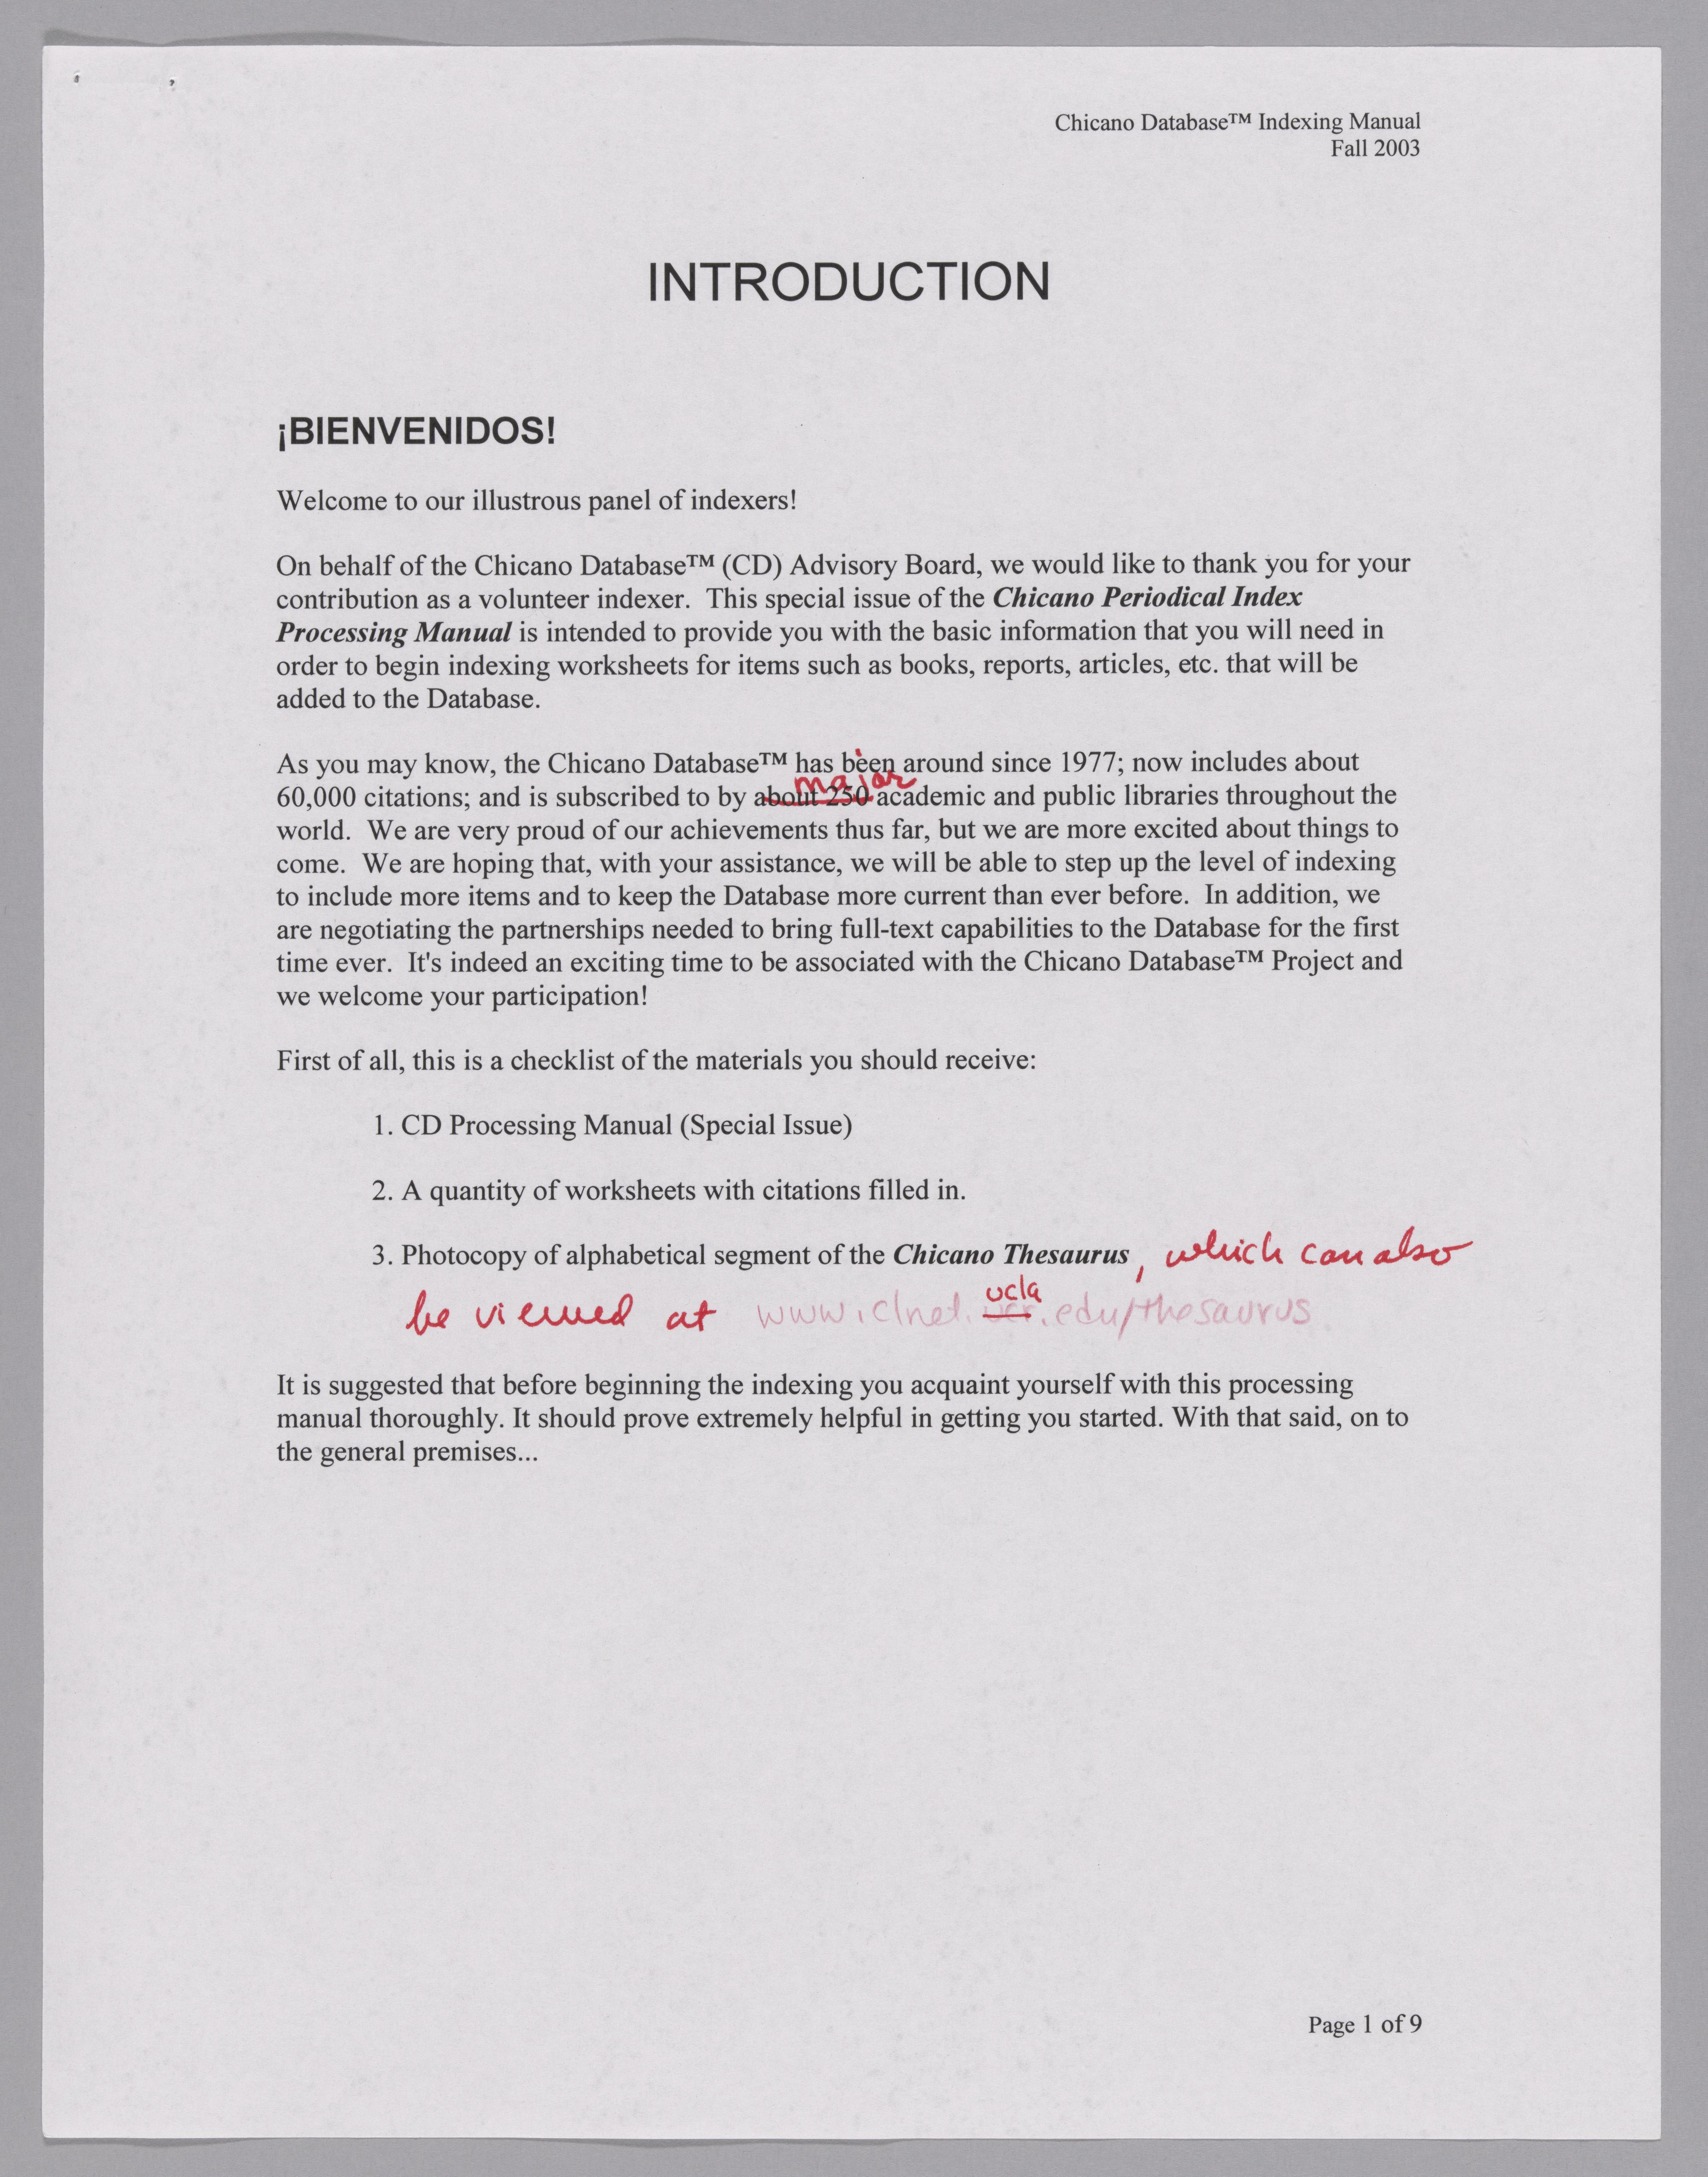 Chicano Database™ Indexing Manual
Fall 2003
INTRODUCTION
¡BIENVENIDOS!
Welcome to our illustrous panel of indexers!
On behalf of the Chicano Database™ (CD) Advisory Board, we would like to thank you for your
contribution as a volunteer indexer. This special issue of the Chicano Periodical Index
Processing Manual is intended to provide you with the basic information that you will need in
order to begin indexing worksheets for items such as books, reports, articles, etc. that will be
added to the Database.
As you may know, the Chicano Database™ has been around since 1977; now includes about
major
60,000 citations; and is subscribed to by about 250 academic and public libraries throughout the
world. We are very proud of our achievements thus far, but we are more excited about things to
come. We are hoping that, with your assistance, we will be able to step up the level of indexing
to include more items and to keep the Database more current than ever before. In addition, we
are negotiating the partnerships needed to bring full-text capabilities to the Database for the first
time ever. It's indeed an exciting time to be associated with the Chicano Database™ Project and
we welcome your participation!
First of all, this is a checklist of the materials you should receive:
1. CD Processing Manual (Special Issue)
2. A quantity of worksheets with citations filled in.
3. Photocopy of alphabetical segment of the Chicano Thesaurus, which can also
ucla
be viewed at www.clnet.ucr.edu/thesaurus.
It is suggested that before beginning the indexing you acquaint yourself with this processing
manual thoroughly. It should prove extremely helpful in getting you started. With that said, on to
the general premises...
Page 1 of 9